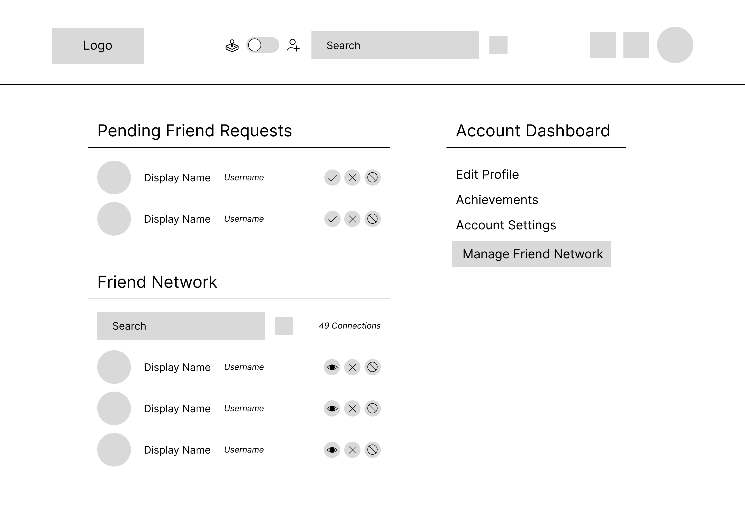 Logo
Search
Pending Friend Requests
Display Name Username
Display Name Username
Friend Network
Search
49 Connections
Display Name Username
Display Name Username
Display Name Username
Account Dashboard
Edit Profile
Achievements
Account Settings
Manage Friend Network